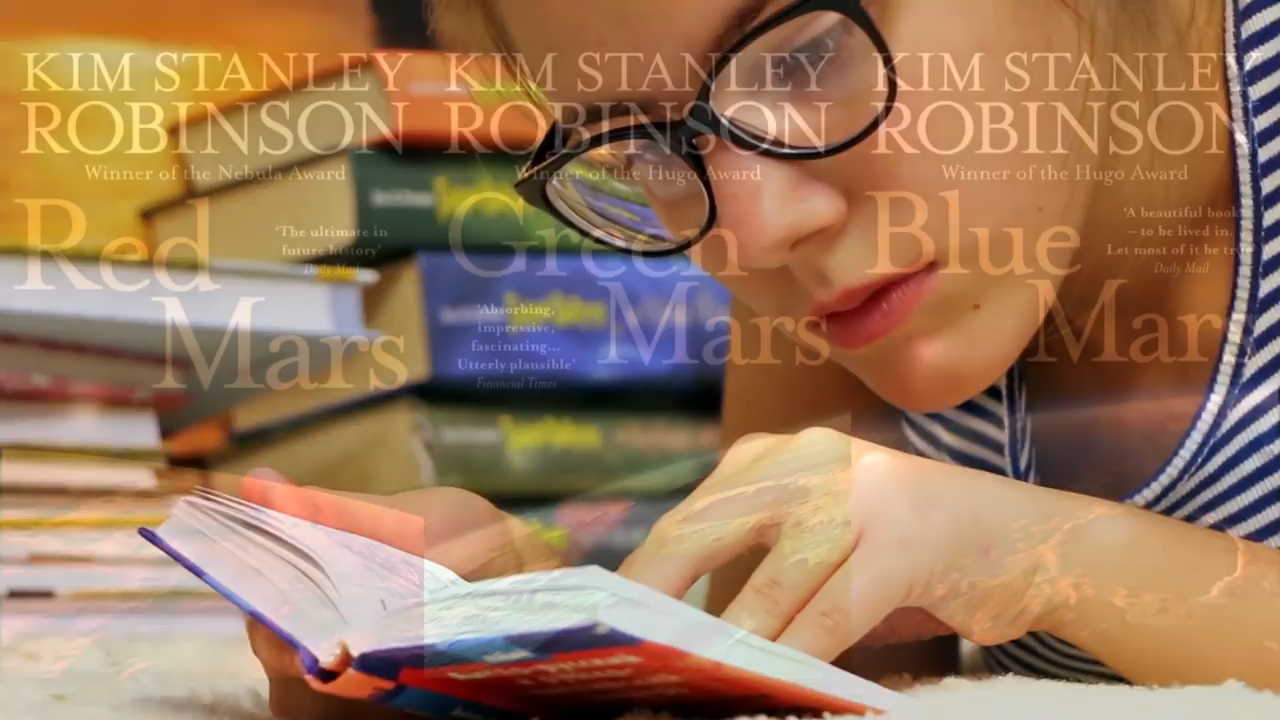 KIM STANLEY
ROBINSON
Winner of the Nebula Award
Red
Mars
'The ultimate in
future history'
Daily Mail
KIM STANLEY
ROBINSON
Winner of the Hugo Award
Green
Mars
'Absorbing,
impressive,
fascinating...
Utterly plausible'
Financial Times
KIM STANLEY
ROBINSON
Winner of the Hugo Award
Blue
Mars
'A beautiful book
– to be lived in.
Let most of it be
Daily Mail